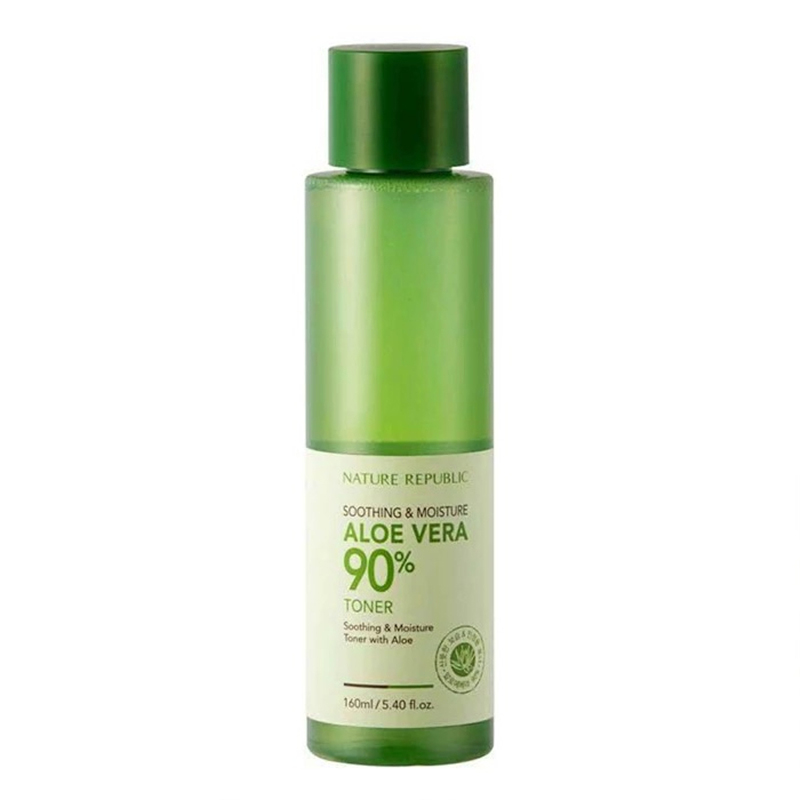 NATURE REPUBLIC
SOOTHING & MOISTURE
ALOE VERA
90%
TONER
Soothing & Moisture
Toner with Aloe
160ml / 5.40 fl.oz.